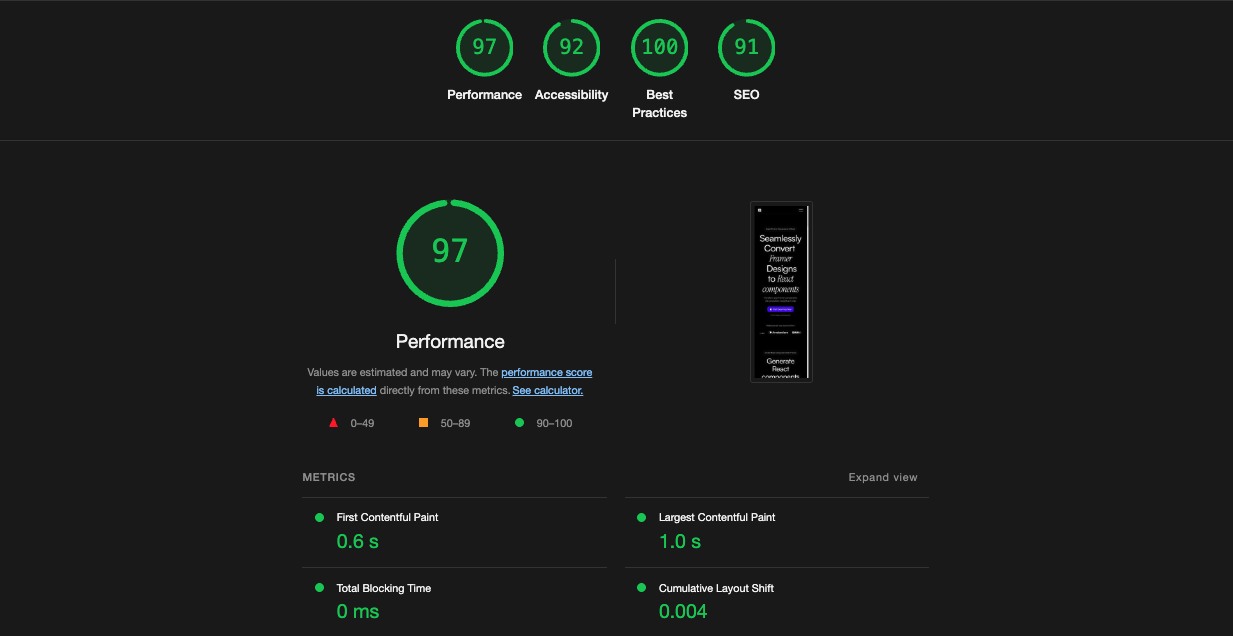 97
92
100
91
Performance
Accessibility
Best
Practices
SEO
97
Performance
Values are estimated and may vary. The performance score
is calculated directly from these metrics. See calculator.
0–49
50–89
90–100
Seamlessly
Convert
Framer
Designs
to React
components
Generate
React
components
METRICS
Expand view
First Contentful Paint
0.6 s
Largest Contentful Paint
1.0 s
Total Blocking Time
0 ms
Cumulative Layout Shift
0.004